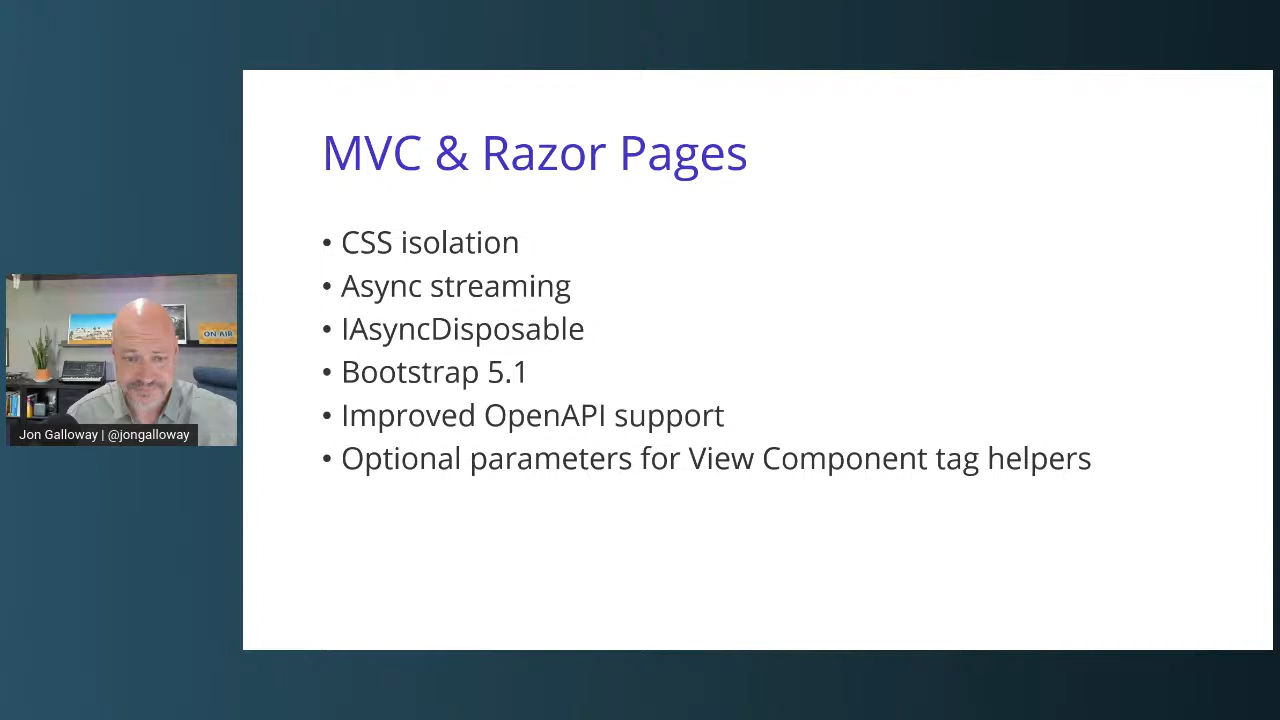 MVC & Razor Pages
• CSS isolation
• Async streaming
• IAsyncDisposable
• Bootstrap 5.1
• Improved OpenAPI support
• Optional parameters for View Component tag helpers
ON AIR
Jon Galloway | @jongalloway